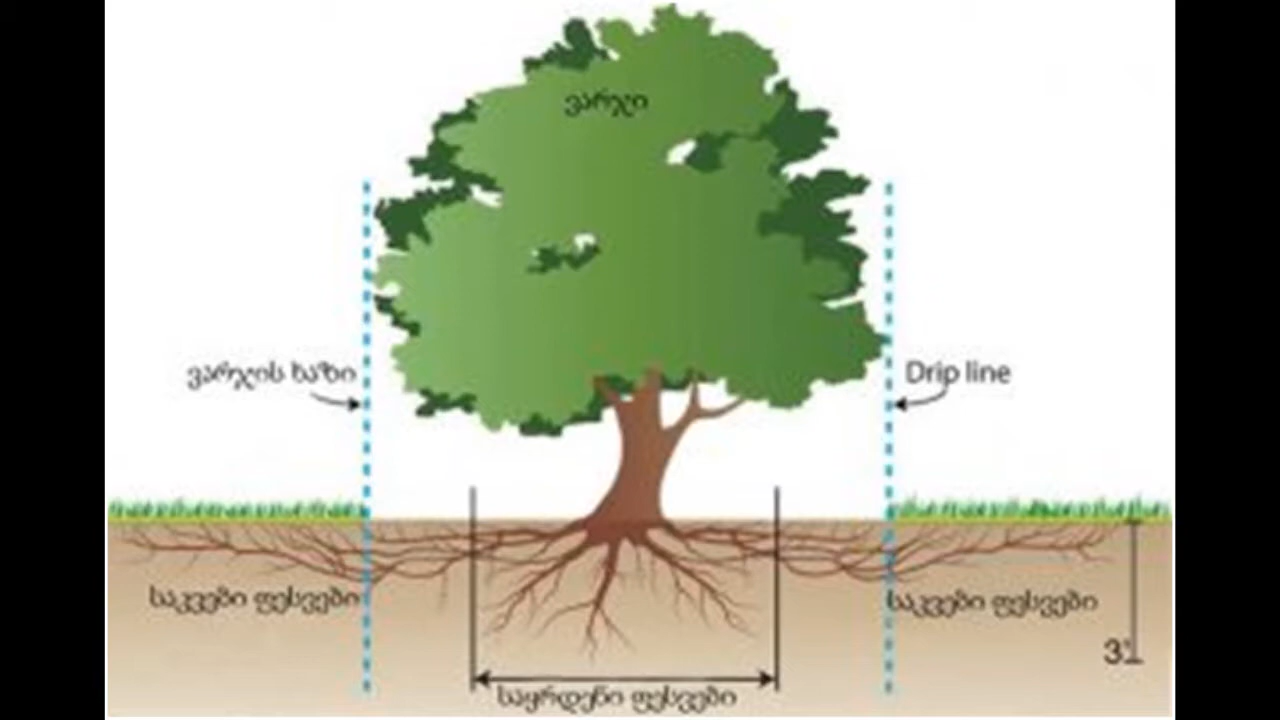 ვარჯი
ვარჯის ხაზი
Drip line
საკვები ფესვები
საკვები ფესვები
3'
საყრდენი ფესვები